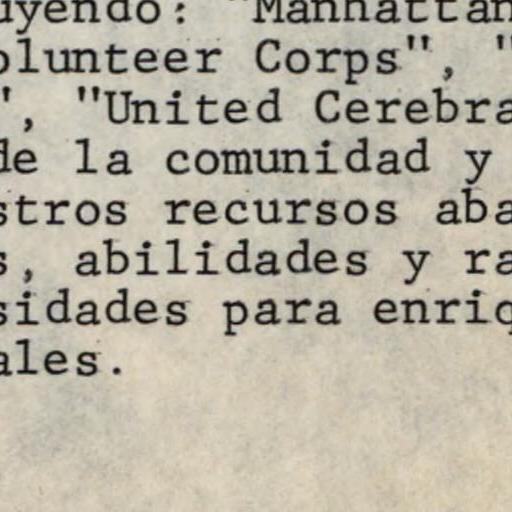 uyendo: "Manhattan
olunteer Corps", "
", "United Cerebra
de la comunidad y
stros recursos aba
s, abilidades y ra
sidades para enriq
ales.